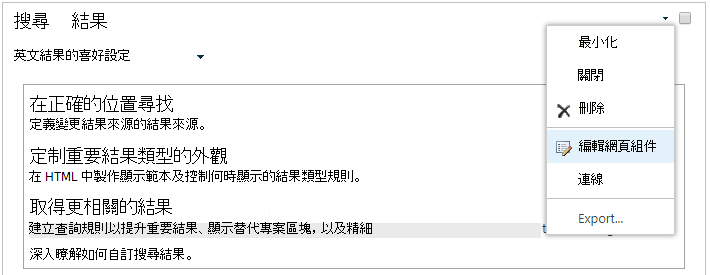 搜尋 結果
英文結果的喜好設定
最小化
關閉
刪除
編輯網頁組件
連線
Export...
在正確的位置尋找
定義變更結果來源的結果來源。
定制重要結果類型的外觀
在 HTML 中製作顯示範本及控制何時顯示的結果類型規則。
取得更相關的結果
建立查詢規則以提升重要結果、顯示替代專案區塊，以及精細
深入瞭解如何自訂搜尋結果。